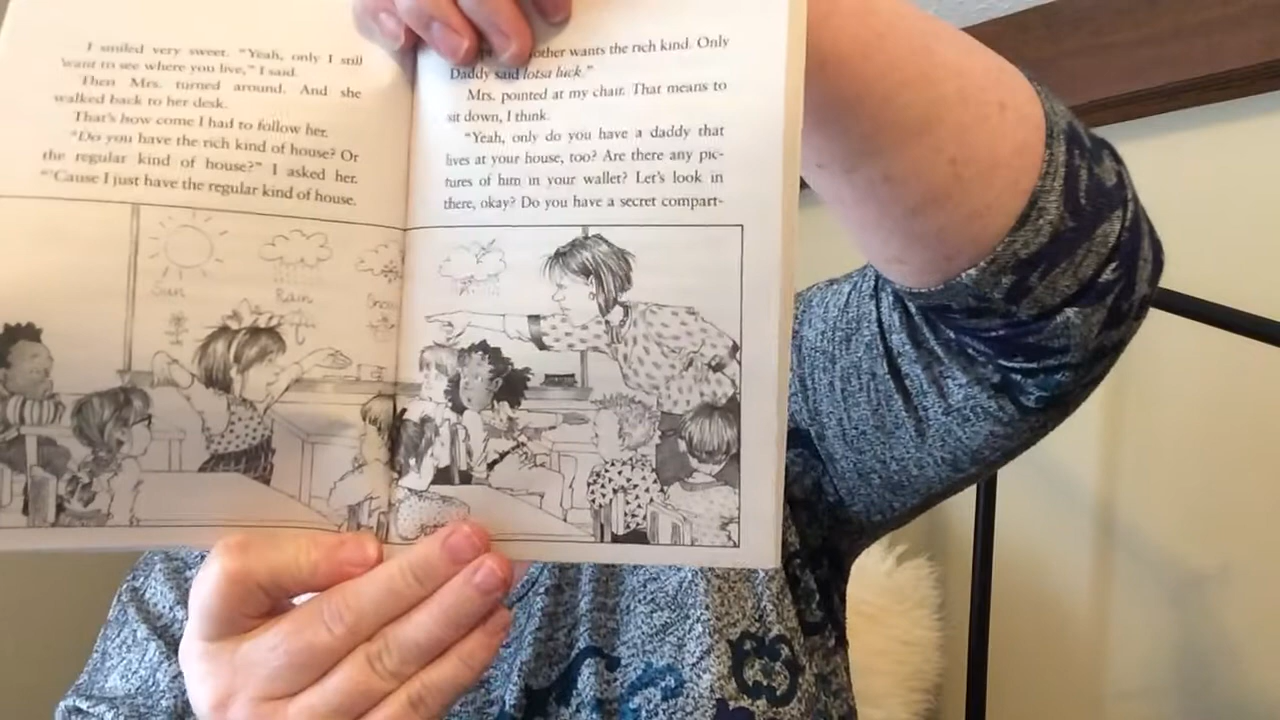 I smiled very sweet. "Yeah, only I still
want to see where you live," I said.
Then Mrs. turned around. And she
walked back to her desk.
That's how come I had to follow her.
"Do you have the rich kind of house? Or
the regular kind of house?" I asked her.
"'Cause I just have the regular kind of house.
other wants the rich kind. Only
Daddy said lotsa luck."
Mrs. pointed at my chair. That means to
sit down, I think.
"Yeah, only do you have a daddy that
lives at your house, too? Are there any pic-
tures of him in your wallet? Let's look in
there, okay? Do you have a secret compart-
Sun
Rain